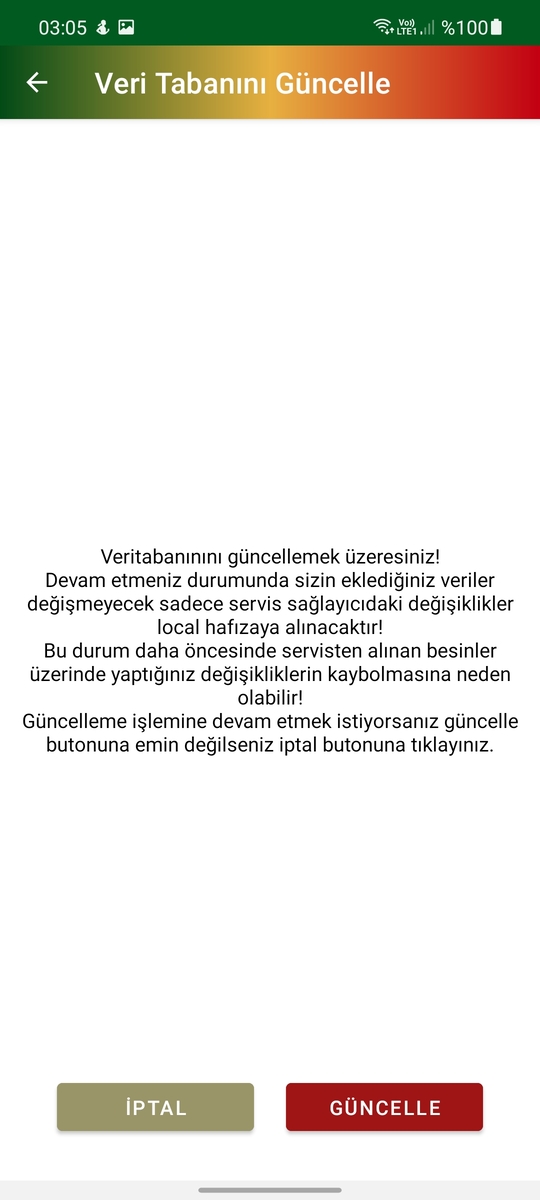 03:05
Vo)) LTE1 %100
Veri Tabanını Güncelle
Veritabanınını güncellemek üzeresiniz!
Devam etmeniz durumunda sizin eklediğiniz veriler
değişmeyecek sadece servis sağlayıcıdaki değişiklikler
local hafızaya alınacaktır!
Bu durum daha öncesinde servisten alınan besinler
üzerinde yaptığınız değişikliklerin kaybolmasına neden
olabilir!
Güncelleme işlemine devam etmek istiyorsanız güncelle
butonuna emin değilseniz iptal butonuna tıklayınız.
İPTAL
GÜNCELLE